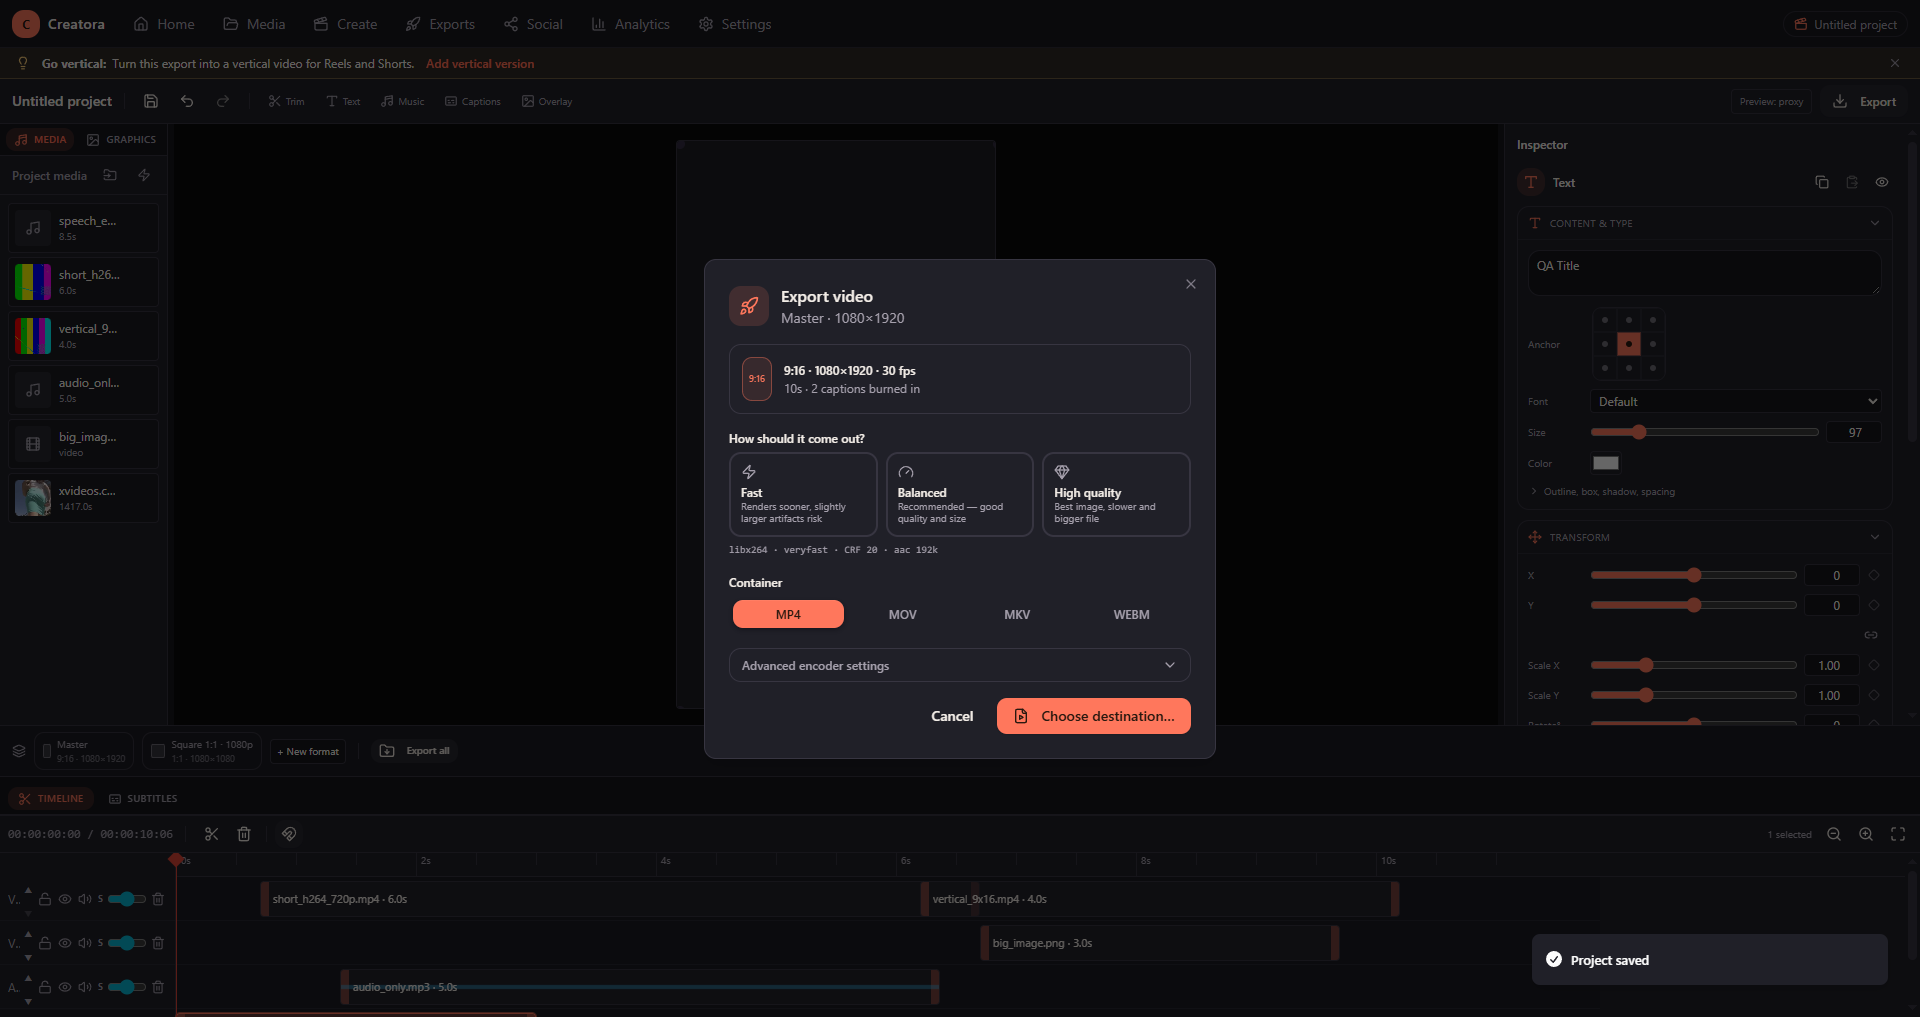 C Creatora Home Media Create Exports Social Analytics Settings Untitled project
Go vertical: Turn this export into a vertical video for Reels and Shorts. Add vertical version
Untitled project Trim Text Music Captions Overlay Preview: proxy Export
MEDIA GRAPHICS
Project media
speech_e...
8.5s
short_h26...
6.0s
vertical_9...
4.0s
audio_onl...
5.0s
big_imag...
video
xvideos.c...
1417.0s
Export video
Master · 1080×1920
9:16
9:16 · 1080×1920 · 30 fps
10s · 2 captions burned in
How should it come out?
Fast
Renders sooner, slightly
larger artifacts risk
Balanced
Recommended — good
quality and size
High quality
Best image, slower and
bigger file
libx264 · veryfast · CRF 20 · aac 192k
Container
MP4 MOV MKV WEBM
Advanced encoder settings
Cancel Choose destination...
Inspector
Text
CONTENT & TYPE
QA Title
Anchor
Font Default
Size 97
Color
Outline, box, shadow, spacing
TRANSFORM
X 0
Y 0
Scale X 1.00
Scale Y 1.00
Master
9:16 · 1080×1920
Square 1:1 · 1080p
1:1 · 1080×1080
+ New format
Export all
TIMELINE SUBTITLES
00:00:00:00 / 00:00:10:06 1 selected
0s 2s 4s 6s 8s 10s
V.. S short_h264_720p.mp4 · 6.0s vertical_9x16.mp4 · 4.0s
V.. S big_image.png · 3.0s
A.. S audio_only.mp3 · 5.0s
Project saved